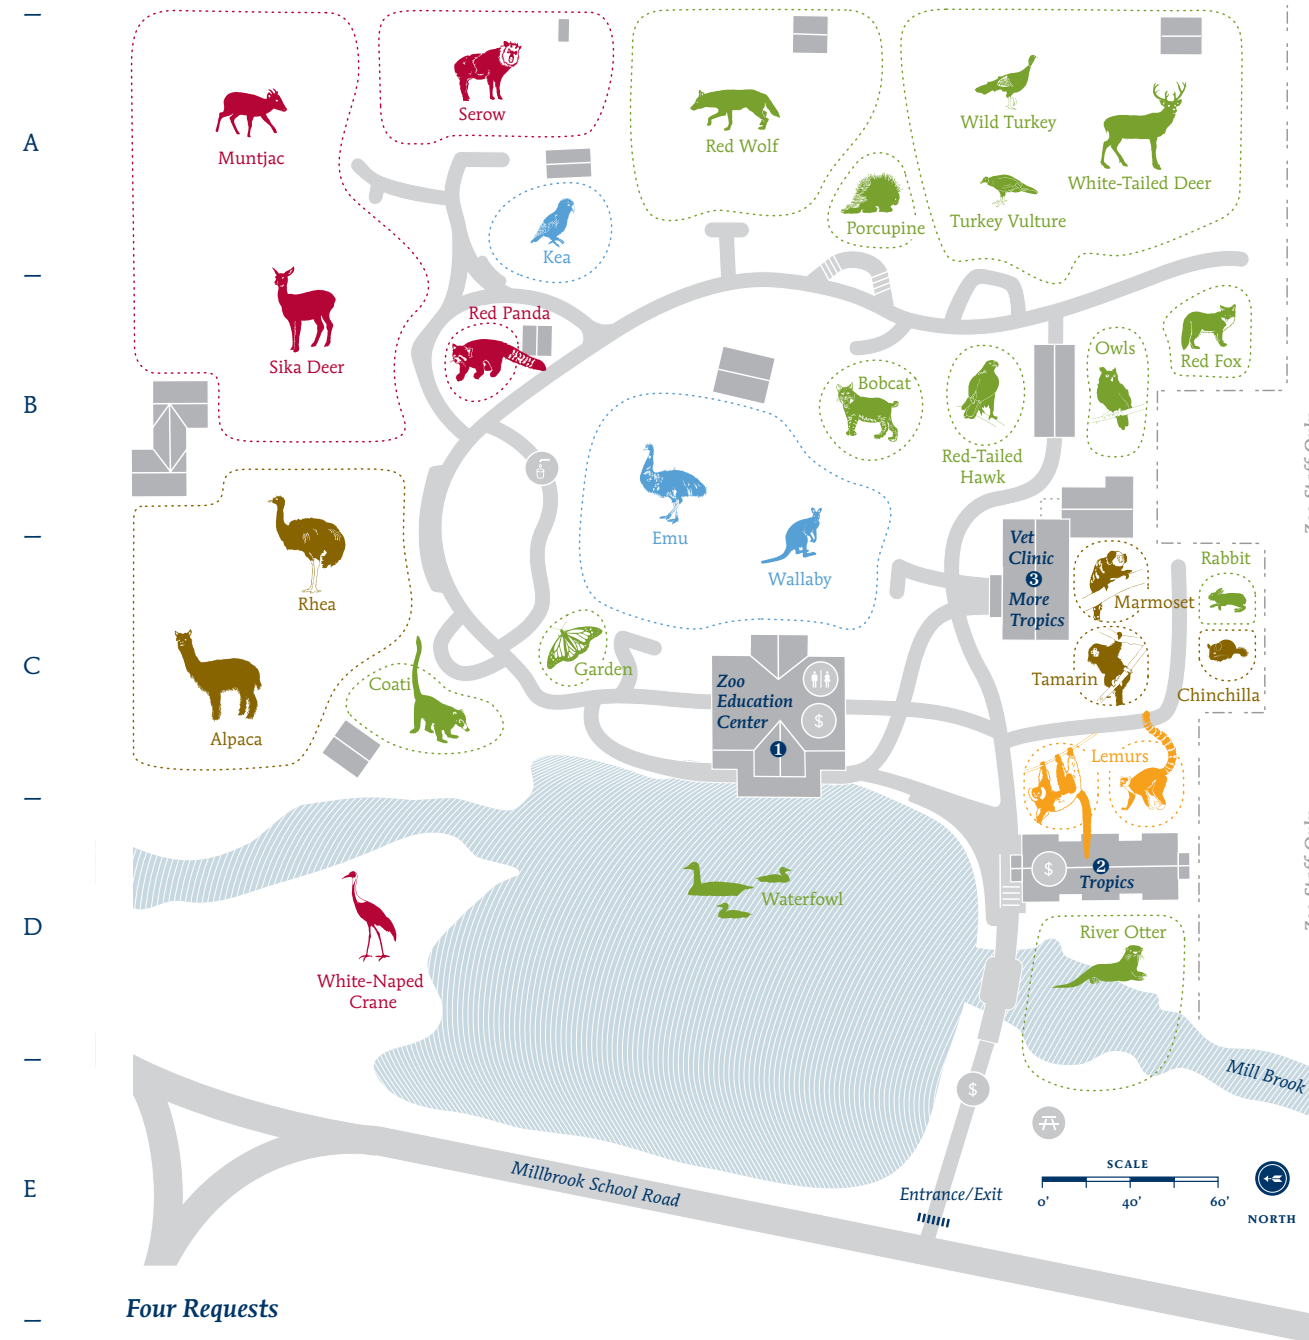 A
Muntjac
Serow
Red Wolf
Wild Turkey
White-Tailed Deer
Turkey Vulture
Porcupine
Kea
Red Panda
Sika Deer
B
Bobcat
Owls
Red Fox
Red-Tailed
Hawk
Emu
Wallaby
Vet
Clinic
3
More
Tropics
Rabbit
Marmoset
Tamarin
Chinchilla
C
Rhea
Alpaca
Coati
Garden
Zoo
Education
Center
$
1
Lemurs
D
$
2
Tropics
Waterfowl
River Otter
White-Naped
Crane
Mill Brook
$
E
Millbrook School Road
Entrance/Exit
SCALE
0'
40'
60'
NORTH
Four Requests